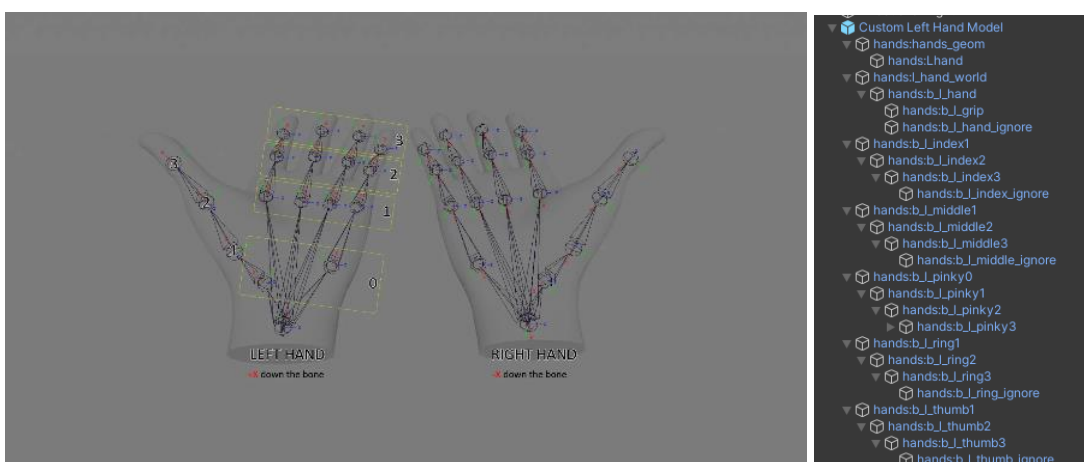 3
2
1
0
3
2
1
LEFT HAND
+X down the bone
RIGHT HAND
-X down the bone
Custom Left Hand Model
hands:hands_geom
hands:Lhand
hands:l_hand_world
hands:b_l_hand
hands:b_l_grip
hands:b_l_hand_ignore
hands:b_l_index1
hands:b_l_index2
hands:b_l_index3
hands:b_l_index_ignore
hands:b_l_middle1
hands:b_l_middle2
hands:b_l_middle3
hands:b_l_middle_ignore
hands:b_l_pinky0
hands:b_l_pinky1
hands:b_l_pinky2
hands:b_l_pinky3
hands:b_l_ring1
hands:b_l_ring2
hands:b_l_ring3
hands:b_l_ring_ignore
hands:b_l_thumb1
hands:b_l_thumb2
hands:b_l_thumb3
hands:b_l_thumb_ignore